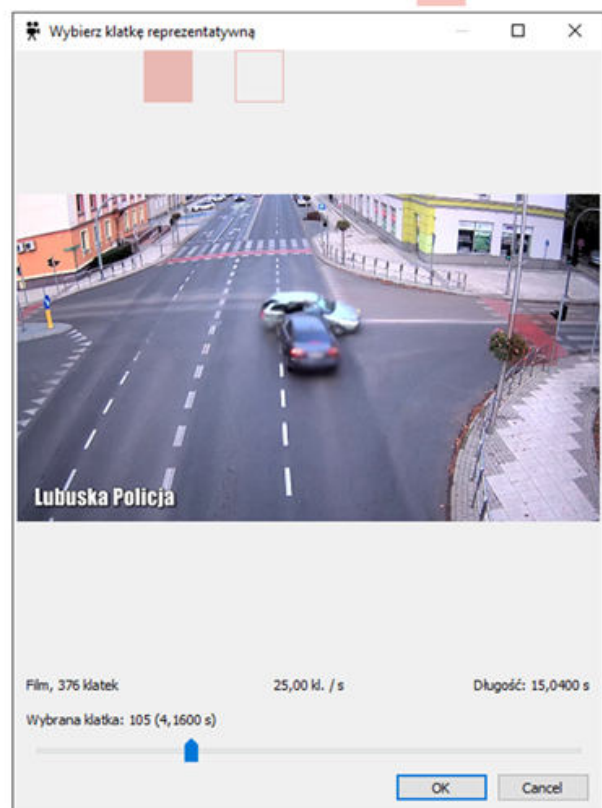 Wybierz klatkę reprezentatywną
Lubuska Policja
Film, 376 klatek 25,00 kl. / s Długość: 15,0400 s
Wybrana klatka: 105 (4,1600 s)
OK Cancel